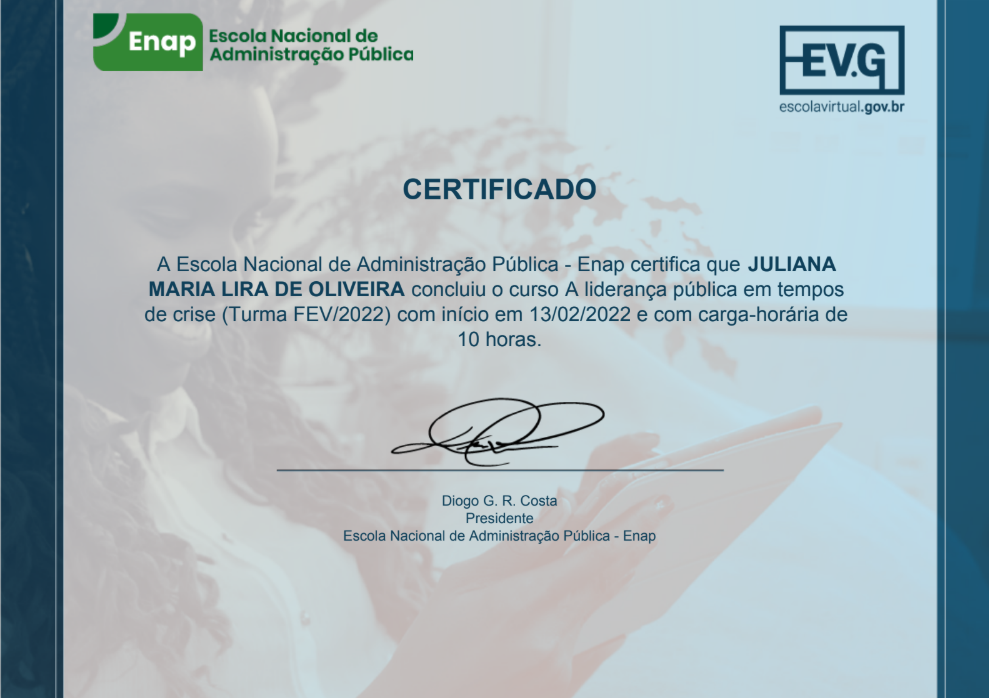 Enap
Escola Nacional de
Administração Pública
EV.G
escolavirtual.gov.br
CERTIFICADO
A Escola Nacional de Administração Pública - Enap certifica que JULIANA
MARIA LIRA DE OLIVEIRA concluiu o curso A liderança pública em tempos
de crise (Turma FEV/2022) com início em 13/02/2022 e com carga-horária de
10 horas.
Diogo G. R. Costa
Presidente
Escola Nacional de Administração Pública - Enap